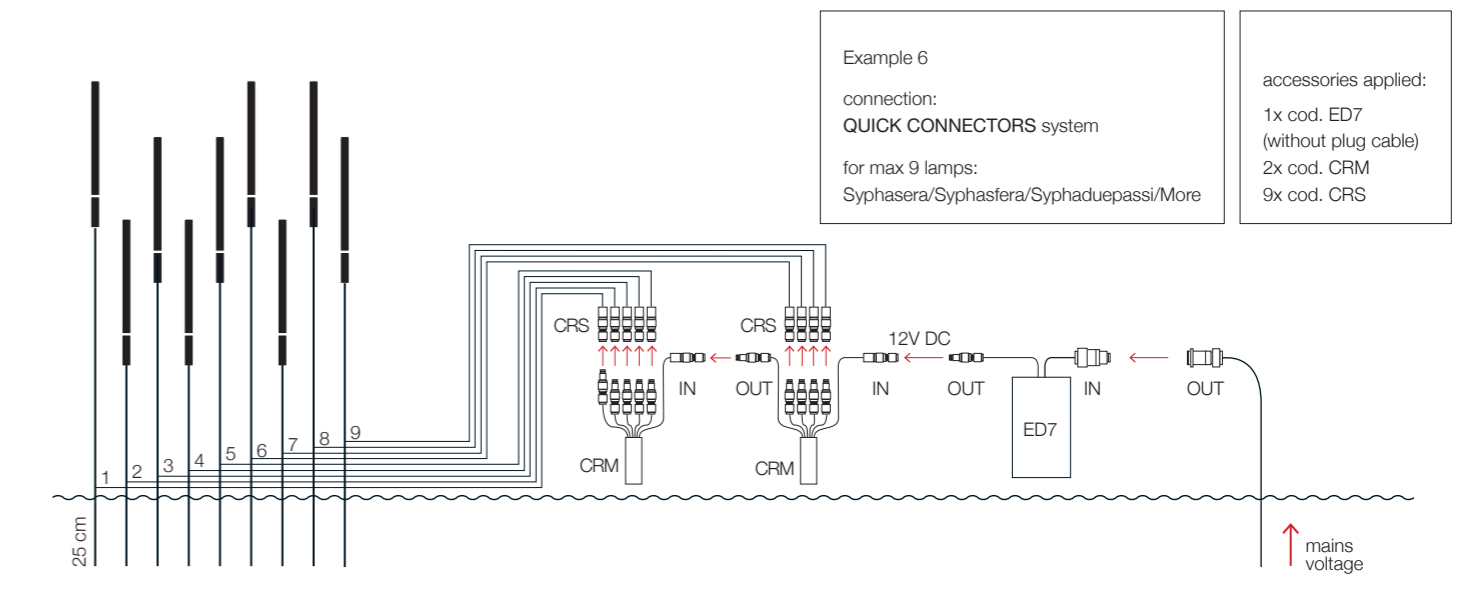 Example 6
connection:
QUICK CONNECTORS system
for max 9 lamps:
Syphasera/Syphasfera/Syphaduepassi/More
accessories applied:
1x cod. ED7
(without plug cable)
2x cod. CRM
9x cod. CRS
CRS
CRS
12V DC
IN
OUT
IN
OUT
IN
OUT
ED7
CRM
CRM
1
2
3
4
5
6
7
8
9
25 cm
mains
voltage